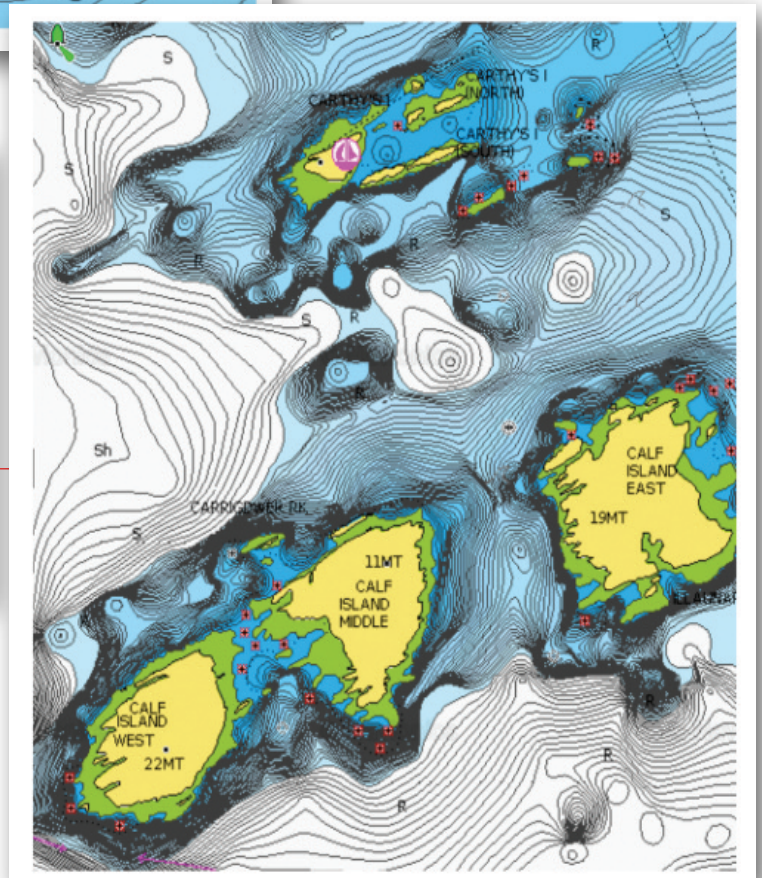 S
R
CARTHY'S I
(NORTH)
CARTHY'S I
CARTHY'S I
(SOUTH)
S
S
R
R
S
R
R
Sh
CALF
ISLAND
EAST
19MT
CARRIGDWER RK
S
11MT
CALF
ISLAND
MIDDLE
CALF
ISLAND
WEST
22MT
R
R
R